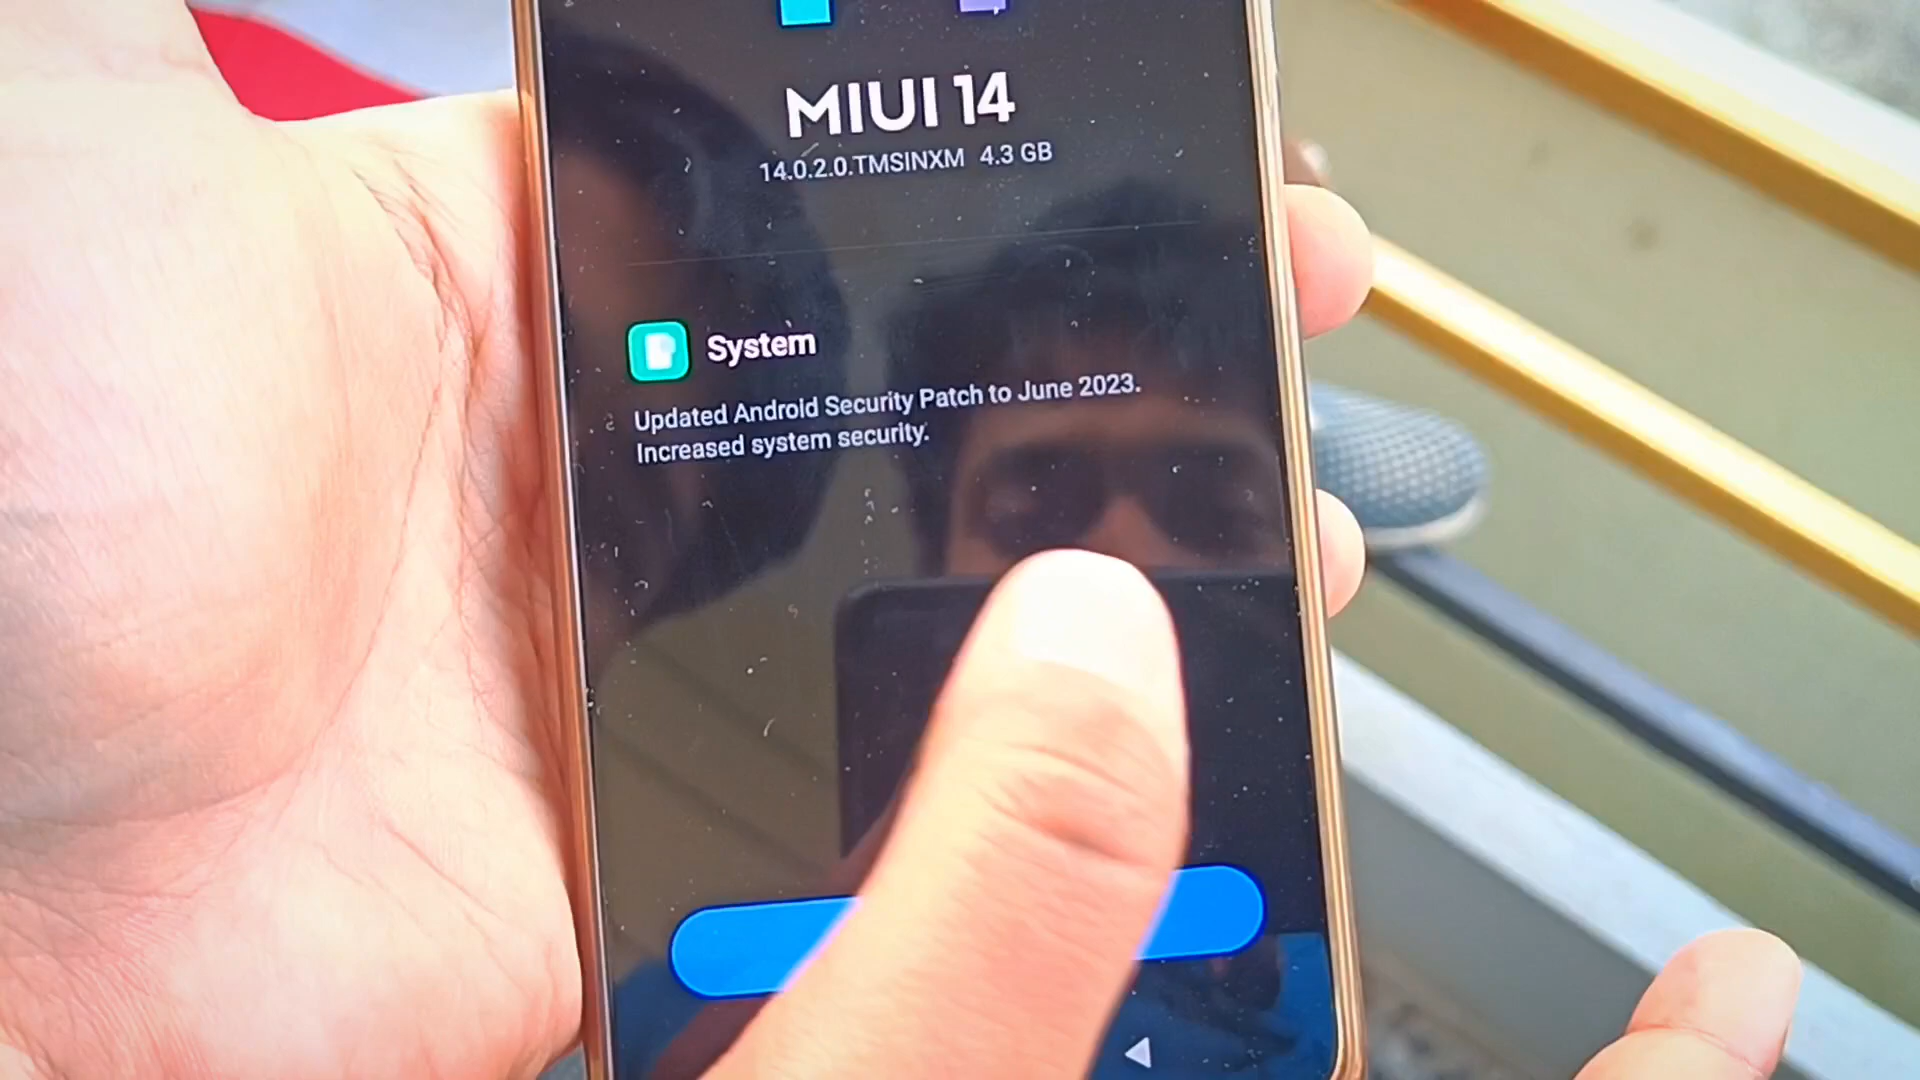 MIUI 14
14.0.2.0.TMSINXM 4.3 GB
System
Updated Android Security Patch to June 2023.
Increased system security.